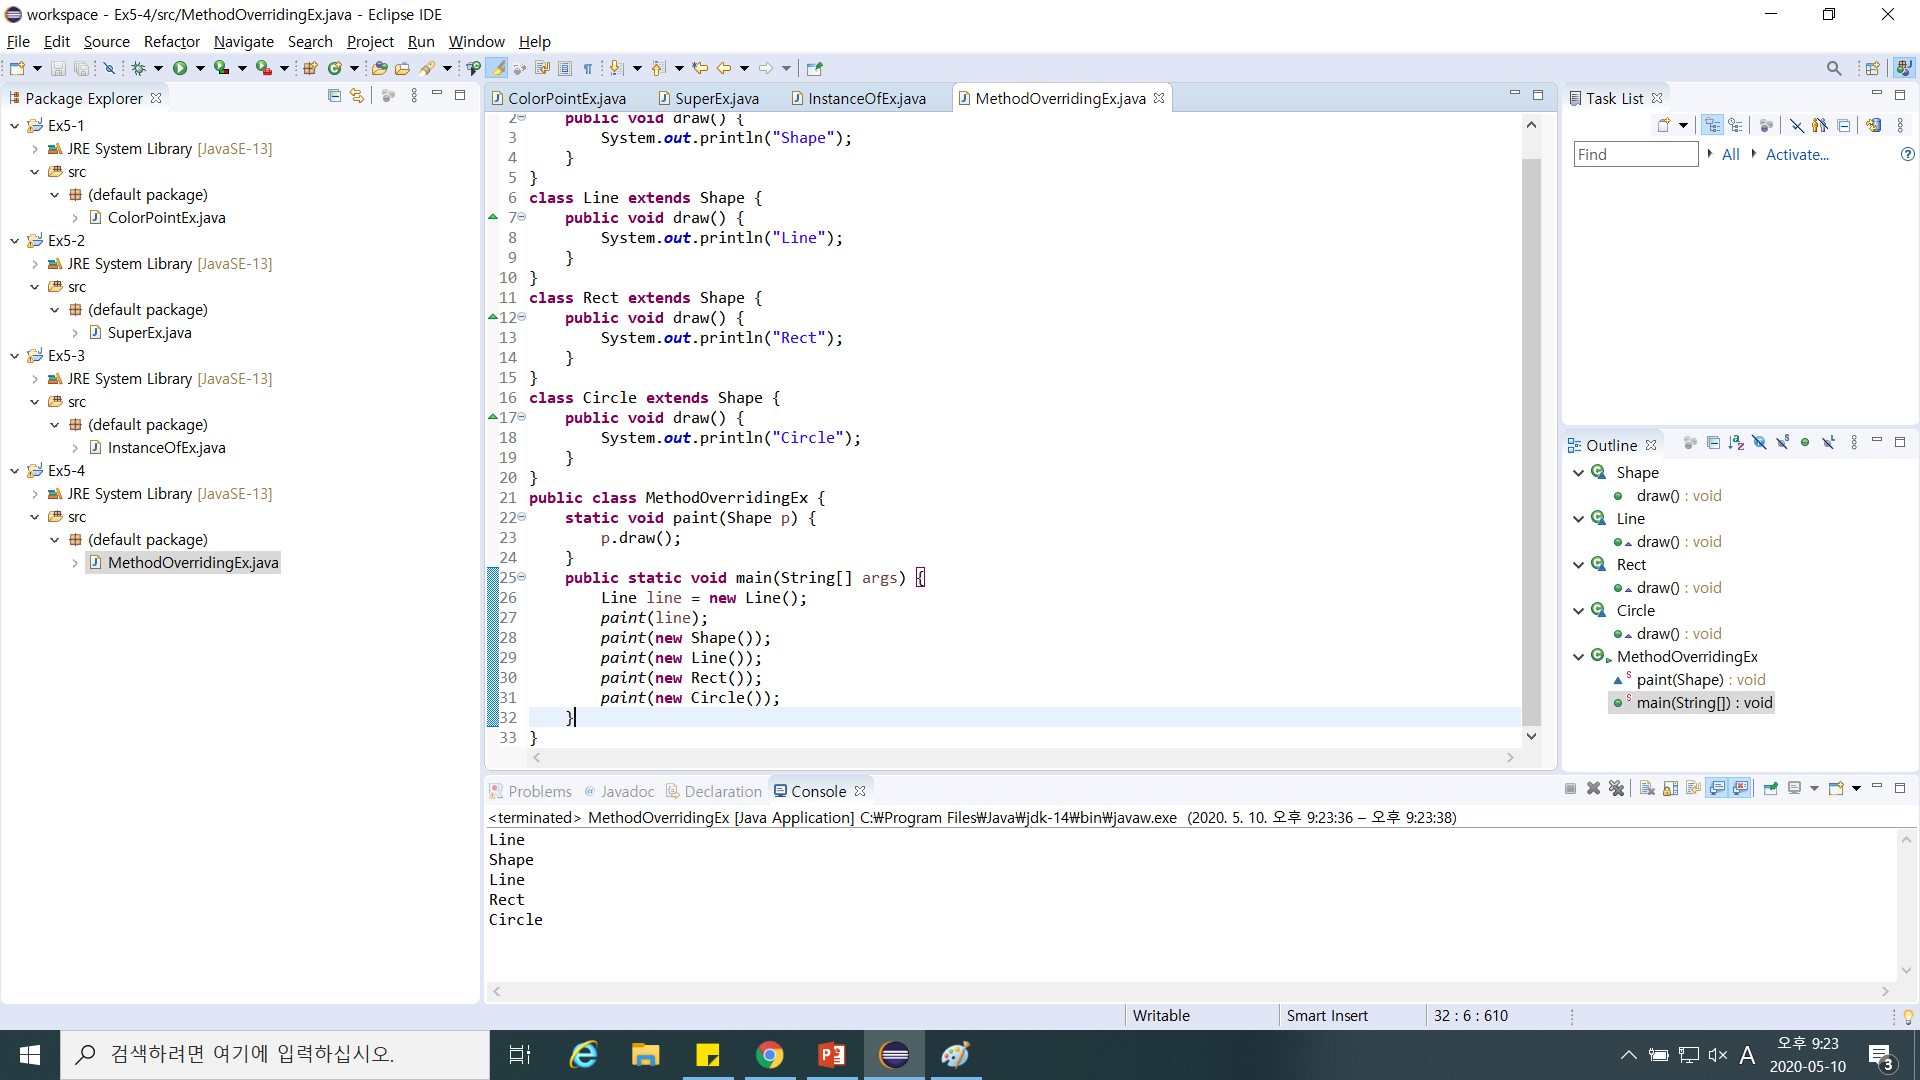 workspace - Ex5-4/src/MethodOverridingEx.java - Eclipse IDE
File Edit Source Refactor Navigate Search Project Run Window Help
Package Explorer
Ex5-1
JRE System Library [JavaSE-13]
src
(default package)
ColorPointEx.java
Ex5-2
JRE System Library [JavaSE-13]
src
(default package)
SuperEx.java
Ex5-3
JRE System Library [JavaSE-13]
src
(default package)
InstanceOfEx.java
Ex5-4
JRE System Library [JavaSE-13]
src
(default package)
MethodOverridingEx.java
ColorPointEx.java SuperEx.java InstanceOfEx.java MethodOverridingEx.java
2 public void draw() {
3 System.out.println("Shape");
4 }
5 }
6 class Line extends Shape {
7 public void draw() {
8 System.out.println("Line");
9 }
10 }
11 class Rect extends Shape {
12 public void draw() {
13 System.out.println("Rect");
14 }
15 }
16 class Circle extends Shape {
17 public void draw() {
18 System.out.println("Circle");
19 }
20 }
21 public class MethodOverridingEx {
22 static void paint(Shape p) {
23 p.draw();
24 }
25 public static void main(String[] args) {
26 Line line = new Line();
27 paint(line);
28 paint(new Shape());
29 paint(new Line());
30 paint(new Rect());
31 paint(new Circle());
32 }
33 }
Task List
Find All Activate...
Outline
Shape
draw() : void
Line
draw() : void
Rect
draw() : void
Circle
draw() : void
MethodOverridingEx
paint(Shape) : void
main(String[]) : void
Problems @ Javadoc Declaration Console
<terminated> MethodOverridingEx [Java Application] C:₩Program Files₩Java₩jdk-14₩bin₩javaw.exe (2020. 5. 10. 오후 9:23:36 – 오후 9:23:38)
Line
Shape
Line
Rect
Circle
Writable Smart Insert 32 : 6 : 610
검색하려면 여기에 입력하십시오.
A
오후 9:23
2020-05-10
3